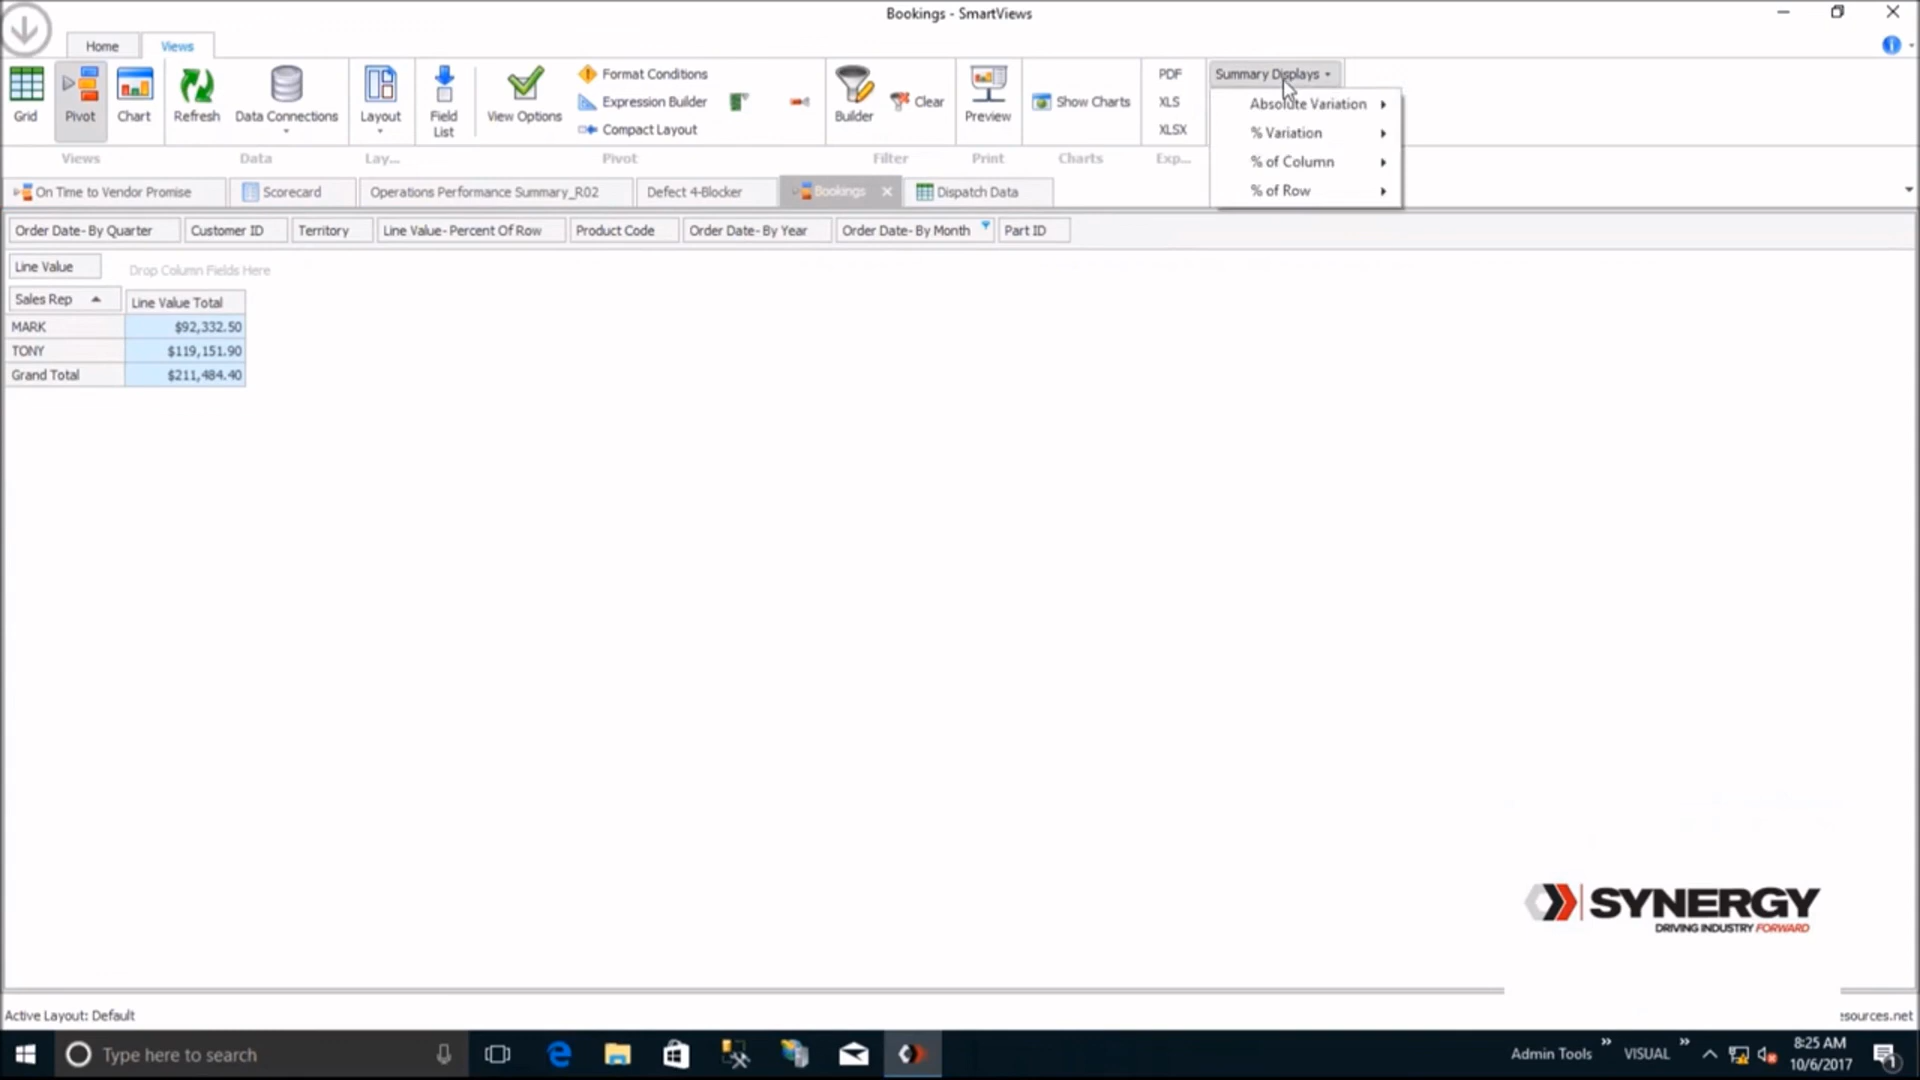 Bookings - SmartViews
Home
Views
Grid
Pivot
Chart
Refresh
Data Connections
Layout
Field
List
View Options
Format Conditions
Expression Builder
Compact Layout
Builder
Clear
Preview
Show Charts
PDF
XLS
XLSX
Summary Displays
Absolute Variation
% Variation
% of Column
% of Row
Views
Data
Lay...
Pivot
Filter
Print
Charts
Exp...
On Time to Vendor Promise
Scorecard
Operations Performance Summary_R02
Defect 4-Blocker
Bookings
Dispatch Data
Order Date- By Quarter
Customer ID
Territory
Line Value- Percent Of Row
Product Code
Order Date- By Year
Order Date- By Month
Part ID
Line Value
Drop Column Fields Here
Sales Rep
Line Value Total
MARK $92,332.50
TONY $119,151.90
Grand Total $211,484.40
SYNERGY
DRIVING INDUSTRY FORWARD
Active Layout: Default
esources.net
Type here to search
Admin Tools
VISUAL
8:25 AM
10/6/2017
1